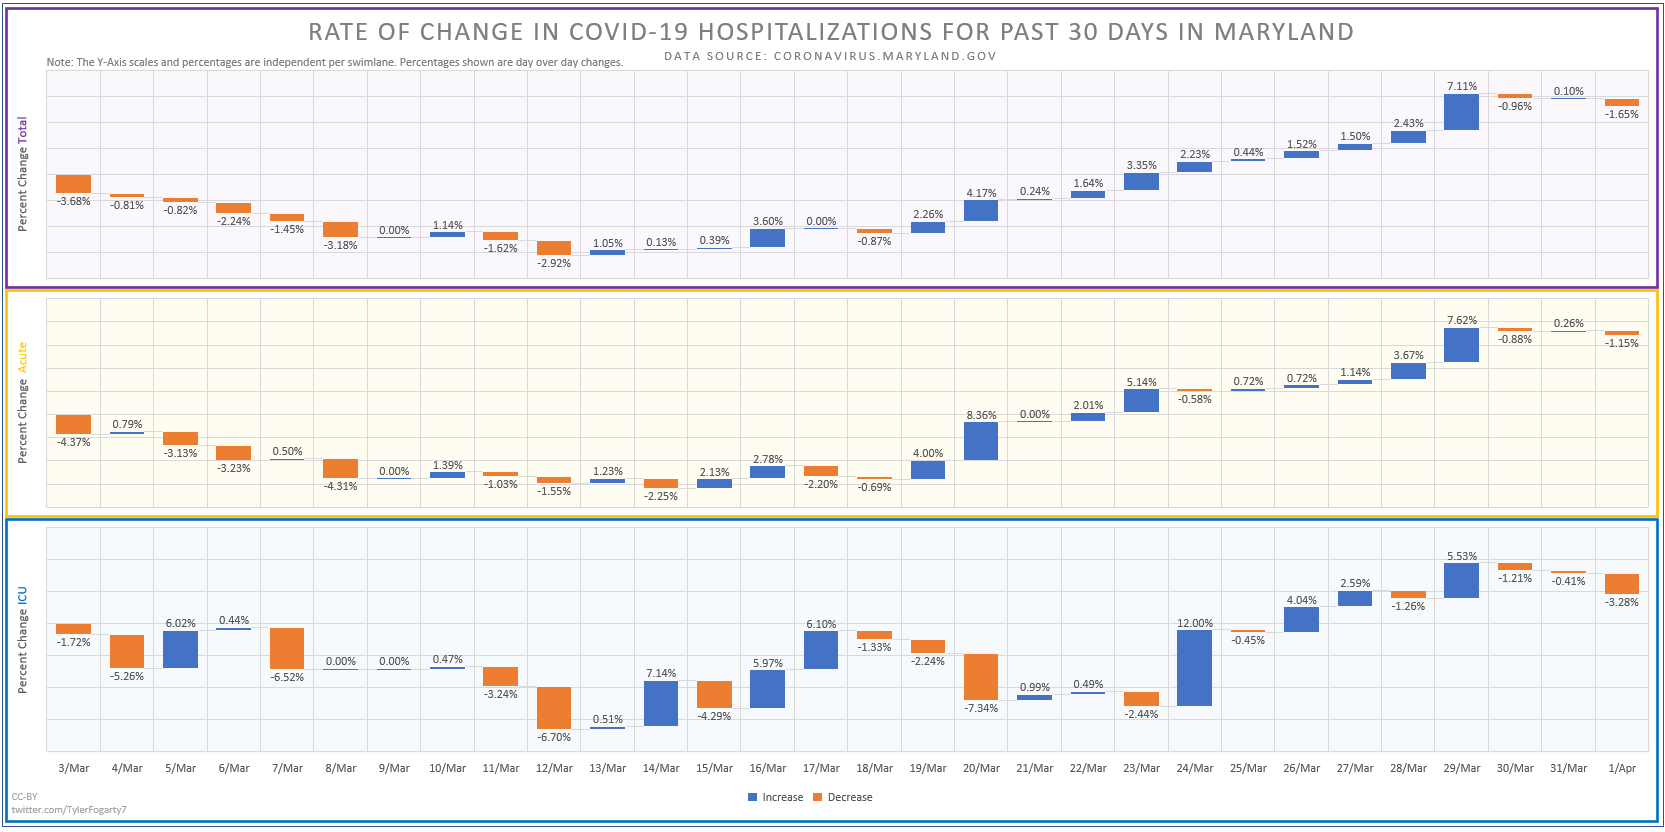 RATE OF CHANGE IN COVID-19 HOSPITALIZATIONS FOR PAST 30 DAYS IN MARYLAND
DATA SOURCE: CORONAVIRUS.MARYLAND.GOV
Note: The Y-Axis scales and percentages are independent per swimlane. Percentages shown are day over day changes.
Percent Change Total
-3.68% -0.81% -0.82% -2.24% -1.45% -3.18% 0.00% 1.14% -1.62% -2.92% 1.05% 0.13% 0.39% 3.60% 0.00% -0.87% 2.26% 4.17% 0.24% 1.64% 3.35% 2.23% 0.44% 1.52% 1.50% 2.43% 7.11% -0.96% 0.10% -1.65%
Percent Change Acute
-4.37% 0.79% -3.13% -3.23% 0.50% -4.31% 0.00% 1.39% -1.03% -1.55% 1.23% -2.25% 2.13% 2.78% -2.20% -0.69% 4.00% 8.36% 0.00% 2.01% 5.14% -0.58% 0.72% 0.72% 1.14% 3.67% 7.62% -0.88% 0.26% -1.15%
Percent Change ICU
-1.72% -5.26% 6.02% 0.44% -6.52% 0.00% 0.00% 0.47% -3.24% -6.70% 0.51% 7.14% -4.29% 5.97% 6.10% -1.33% -2.24% -7.34% 0.99% 0.49% -2.44% 12.00% -0.45% 4.04% 2.59% -1.26% 5.53% -1.21% -0.41% -3.28%
3/Mar 4/Mar 5/Mar 6/Mar 7/Mar 8/Mar 9/Mar 10/Mar 11/Mar 12/Mar 13/Mar 14/Mar 15/Mar 16/Mar 17/Mar 18/Mar 19/Mar 20/Mar 21/Mar 22/Mar 23/Mar 24/Mar 25/Mar 26/Mar 27/Mar 28/Mar 29/Mar 30/Mar 31/Mar 1/Apr
Increase Decrease
CC-BY
twitter.com/TylerFogarty7